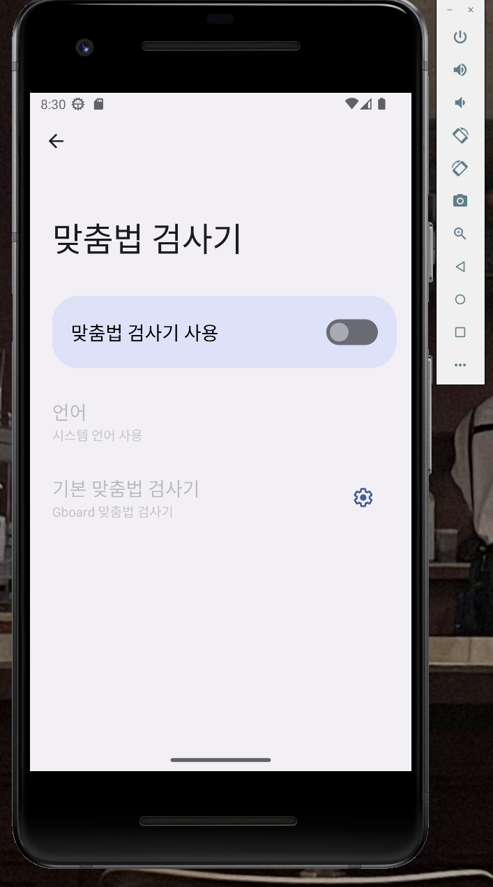 8:30
맞춤법 검사기
맞춤법 검사기 사용
언어
시스템 언어 사용
기본 맞춤법 검사기
Gboard 맞춤법 검사기